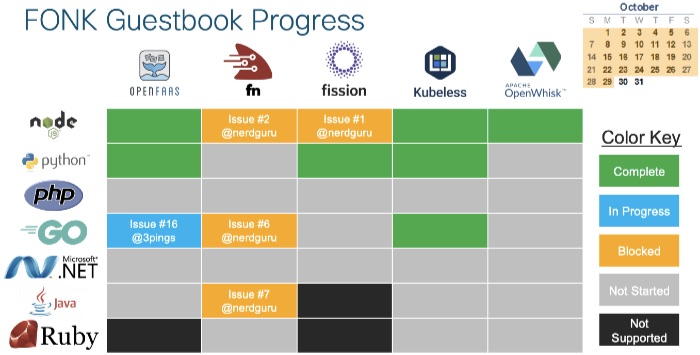 FONK Guestbook Progress
October
S M T W T F S
1 2 3 4 5 6
7 8 9 10 11 12 13
14 15 16 17 18 19 20
21 22 23 24 25 26 27
28 29 30 31
OPENFAAS
fn
fission
Kubeless
APACHE
OpenWhisk™
node
JS
Issue #2
@nerdguru
Issue #1
@nerdguru
python™
php
GO
Issue #16
@3pings
Issue #6
@nerdguru
Microsoft®
.NET
Java
Issue #7
@nerdguru
Ruby
Color Key
Complete
In Progress
Blocked
Not Started
Not
Supported